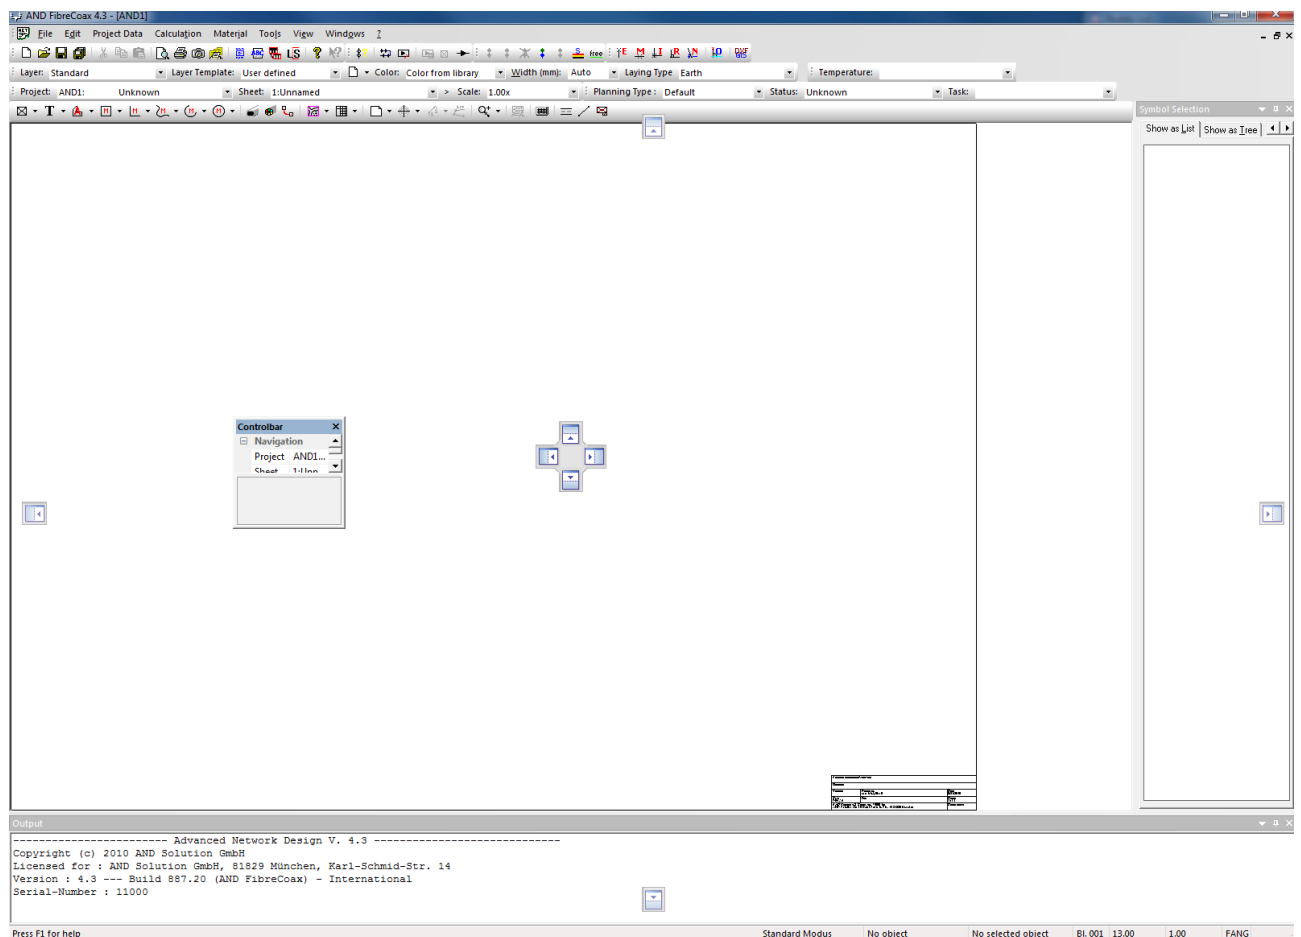 AND FibreCoax 4.3 - [AND1]
File Edit Project Data Calculation Material Tools View Windows ?
free
Layer: Standard Layer Template: User defined Color: Color from library Width (mm): Auto Laying Type Earth Temperature:
Project: AND1: Unknown Sheet: 1:Unnamed > Scale: 1.00x Planning Type : Default Status: Unknown Task:
Symbol Selection
Show as List Show as Tree
Controlbar
Navigation
Project AND1...
Sheet 1:Unn
Output
------------------------ Advanced Network Design V. 4.3 -----------------------------
Copyright (c) 2010 AND Solution GmbH
Licensed for : AND Solution GmbH, 81829 München, Karl-Schmid-Str. 14
Version : 4.3 --- Build 887.20 (AND FibreCoax) - International
Serial-Number : 11000
Press F1 for help Standard Modus No object No selected object Bl. 001 13.00 1.00 FANG